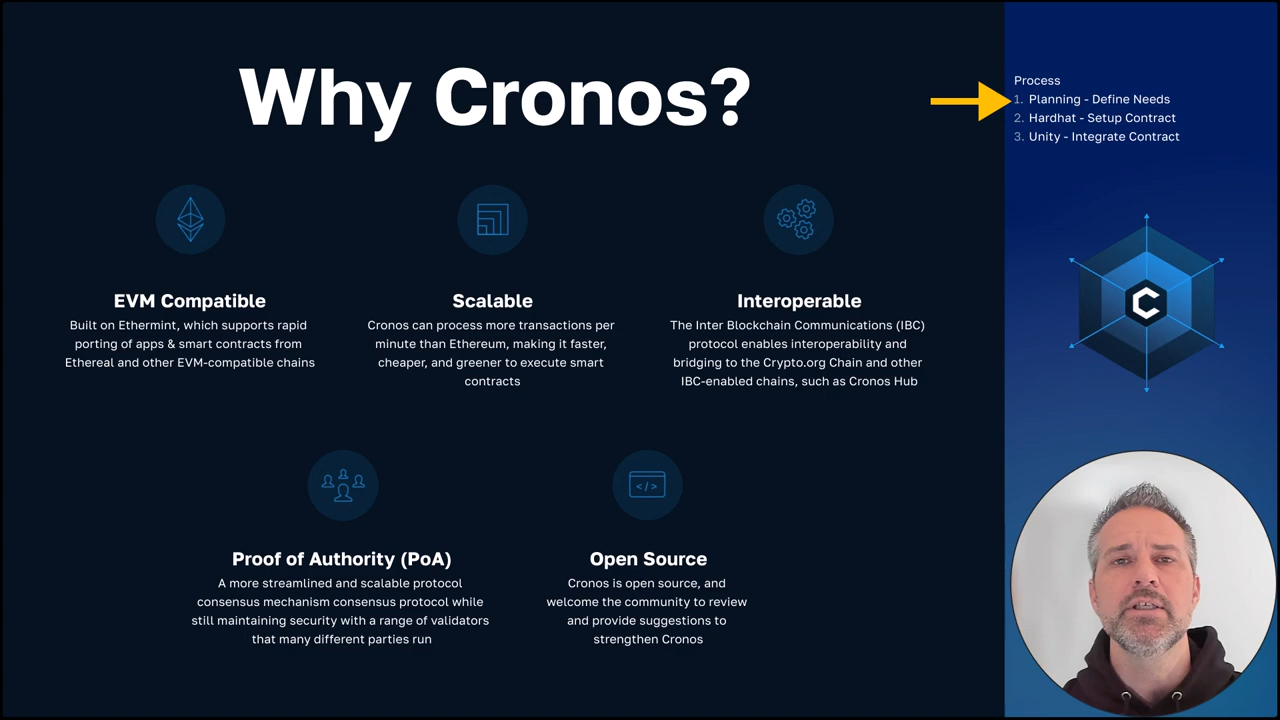 Why Cronos?
Process
1. Planning - Define Needs
2. Hardhat - Setup Contract
3. Unity - Integrate Contract
EVM Compatible
Built on Ethermint, which supports rapid
porting of apps & smart contracts from
Ethereal and other EVM-compatible chains
Scalable
Cronos can process more transactions per
minute than Ethereum, making it faster,
cheaper, and greener to execute smart
contracts
Interoperable
The Inter Blockchain Communications (IBC)
protocol enables interoperability and
bridging to the Crypto.org Chain and other
IBC-enabled chains, such as Cronos Hub
Proof of Authority (PoA)
A more streamlined and scalable protocol
consensus mechanism consensus protocol while
still maintaining security with a range of validators
that many different parties run
</>
Open Source
Cronos is open source, and
welcome the community to review
and provide suggestions to
strengthen Cronos